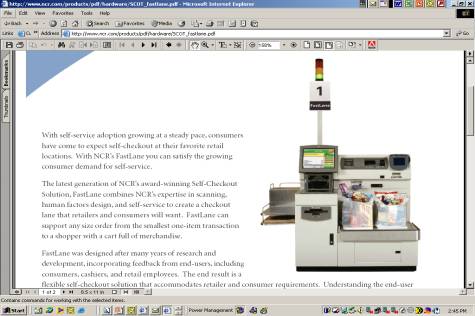 http://www.ncr.com/products/pdf/hardware/SCOT_fastlane.pdf - Microsoft Internet Explorer
File Edit View Favorites Tools Help
Back Search Favorites Media
Links Address http://www.ncr.com/products/pdf/hardware/SCOT_fastlane.pdf Go
150%
Bookmarks
Thumbnails
1
FastLane
With self-service adoption growing at a steady pace, consumers
have come to expect self-checkout at their favorite retail
locations. With NCR's FastLane you can satisfy the growing
consumer demand for self-service.
The latest generation of NCR's award-winning Self-Checkout
Solution, FastLane combines NCR's expertise in scanning,
human factors design, and self-service to create a checkout
lane that retailers and consumers will want. FastLane can
support any size order from the smallest one-item transaction
to a shopper with a cart full of merchandise.
FastLane was designed after many years of research and
development, incorporating feedback from end-users, including
consumers, cashiers, and retail employees. The end result is a
flexible self-checkout solution that accommodates retailer and consumer requirements. Understanding the end-user
1 of 2 8.5 x 11 in
Contains commands for working with the selected items.
Start Power Management 2:45 PM